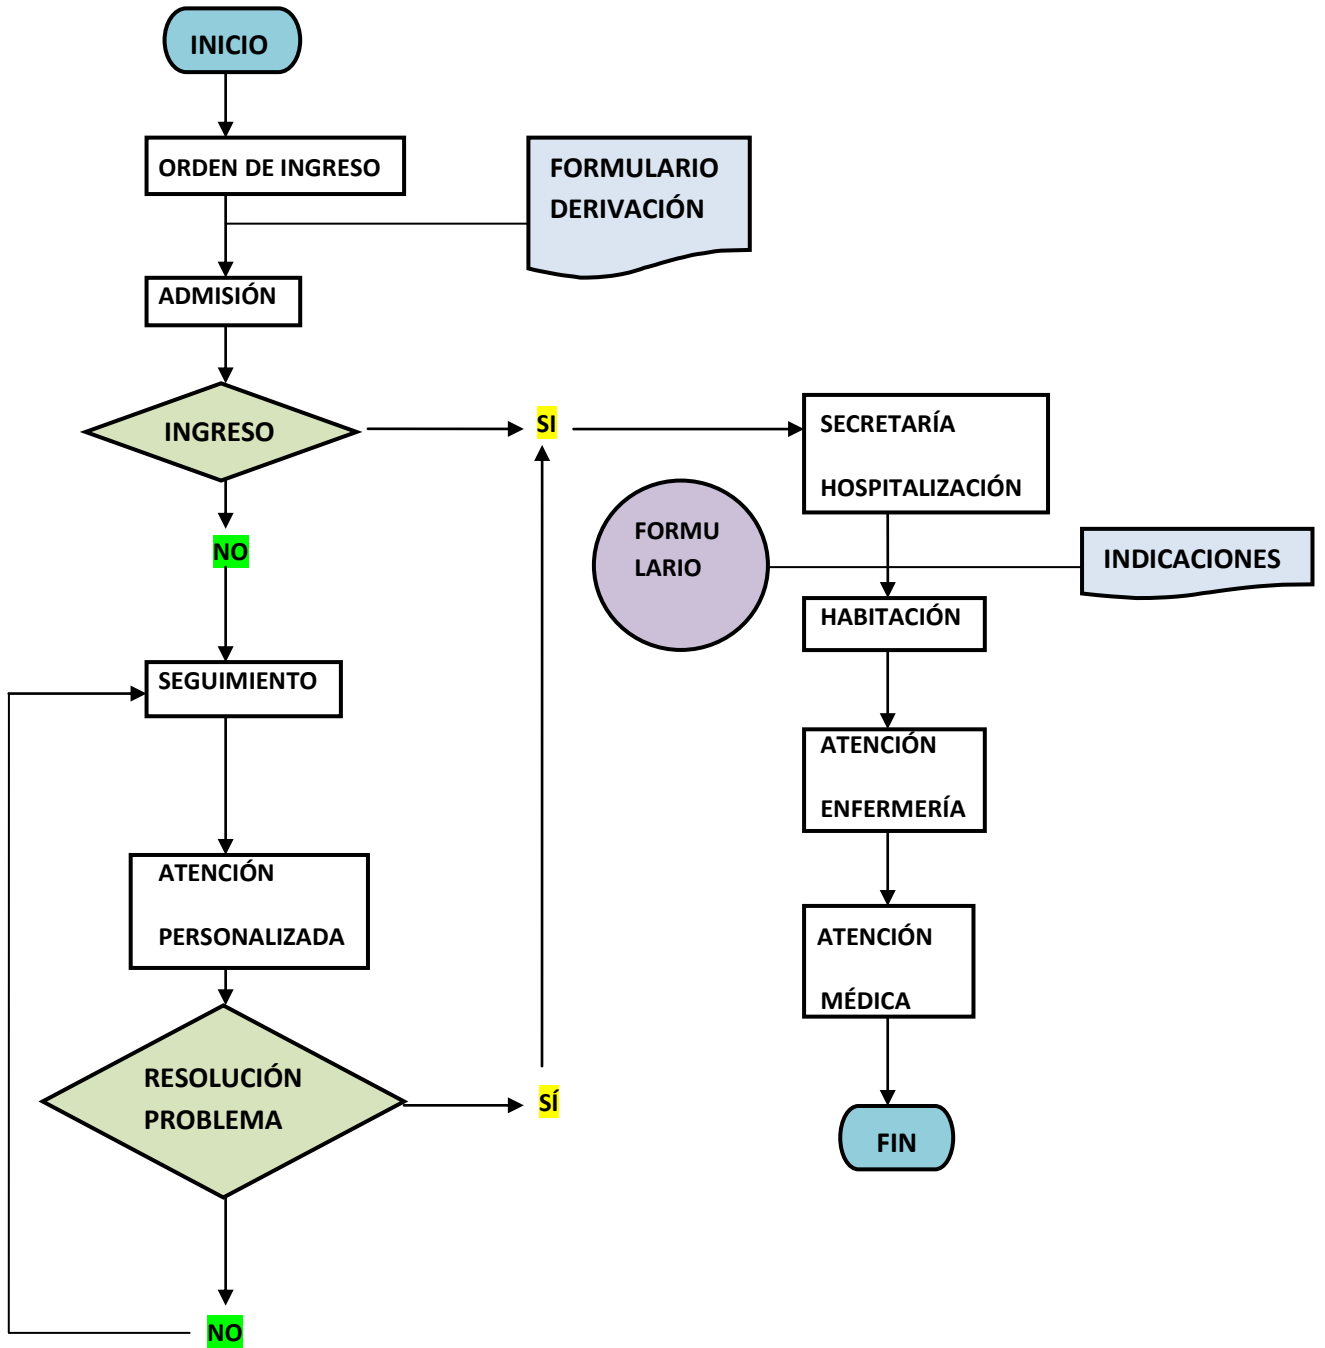 INICIO
ORDEN DE INGRESO
FORMULARIO
DERIVACIÓN
ADMISIÓN
INGRESO
SI
SECRETARÍA
HOSPITALIZACIÓN
FORMU
LARIO
INDICACIONES
NO
HABITACIÓN
SEGUIMIENTO
ATENCIÓN
ENFERMERÍA
ATENCIÓN
PERSONALIZADA
ATENCIÓN
MÉDICA
RESOLUCIÓN
PROBLEMA
SÍ
FIN
NO